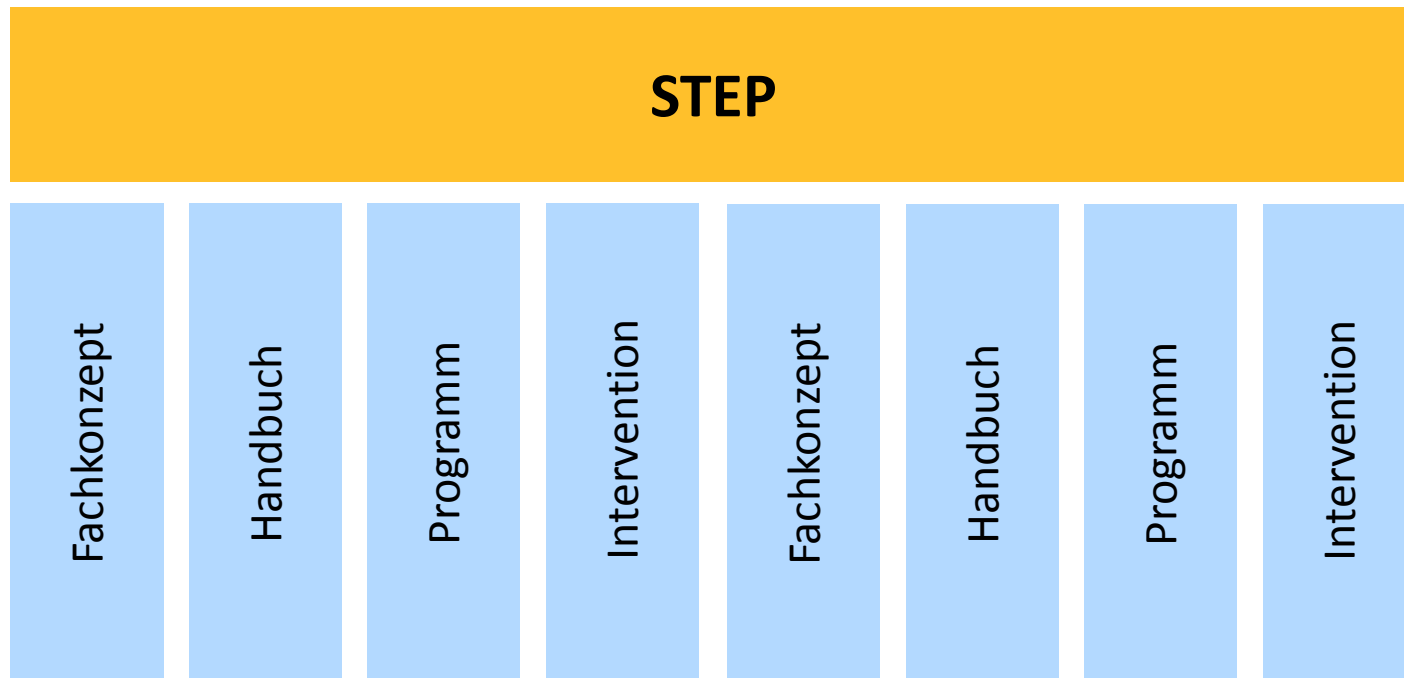 STEP
Fachkonzept
Handbuch
Programm
Intervention
Fachkonzept
Handbuch
Programm
Intervention